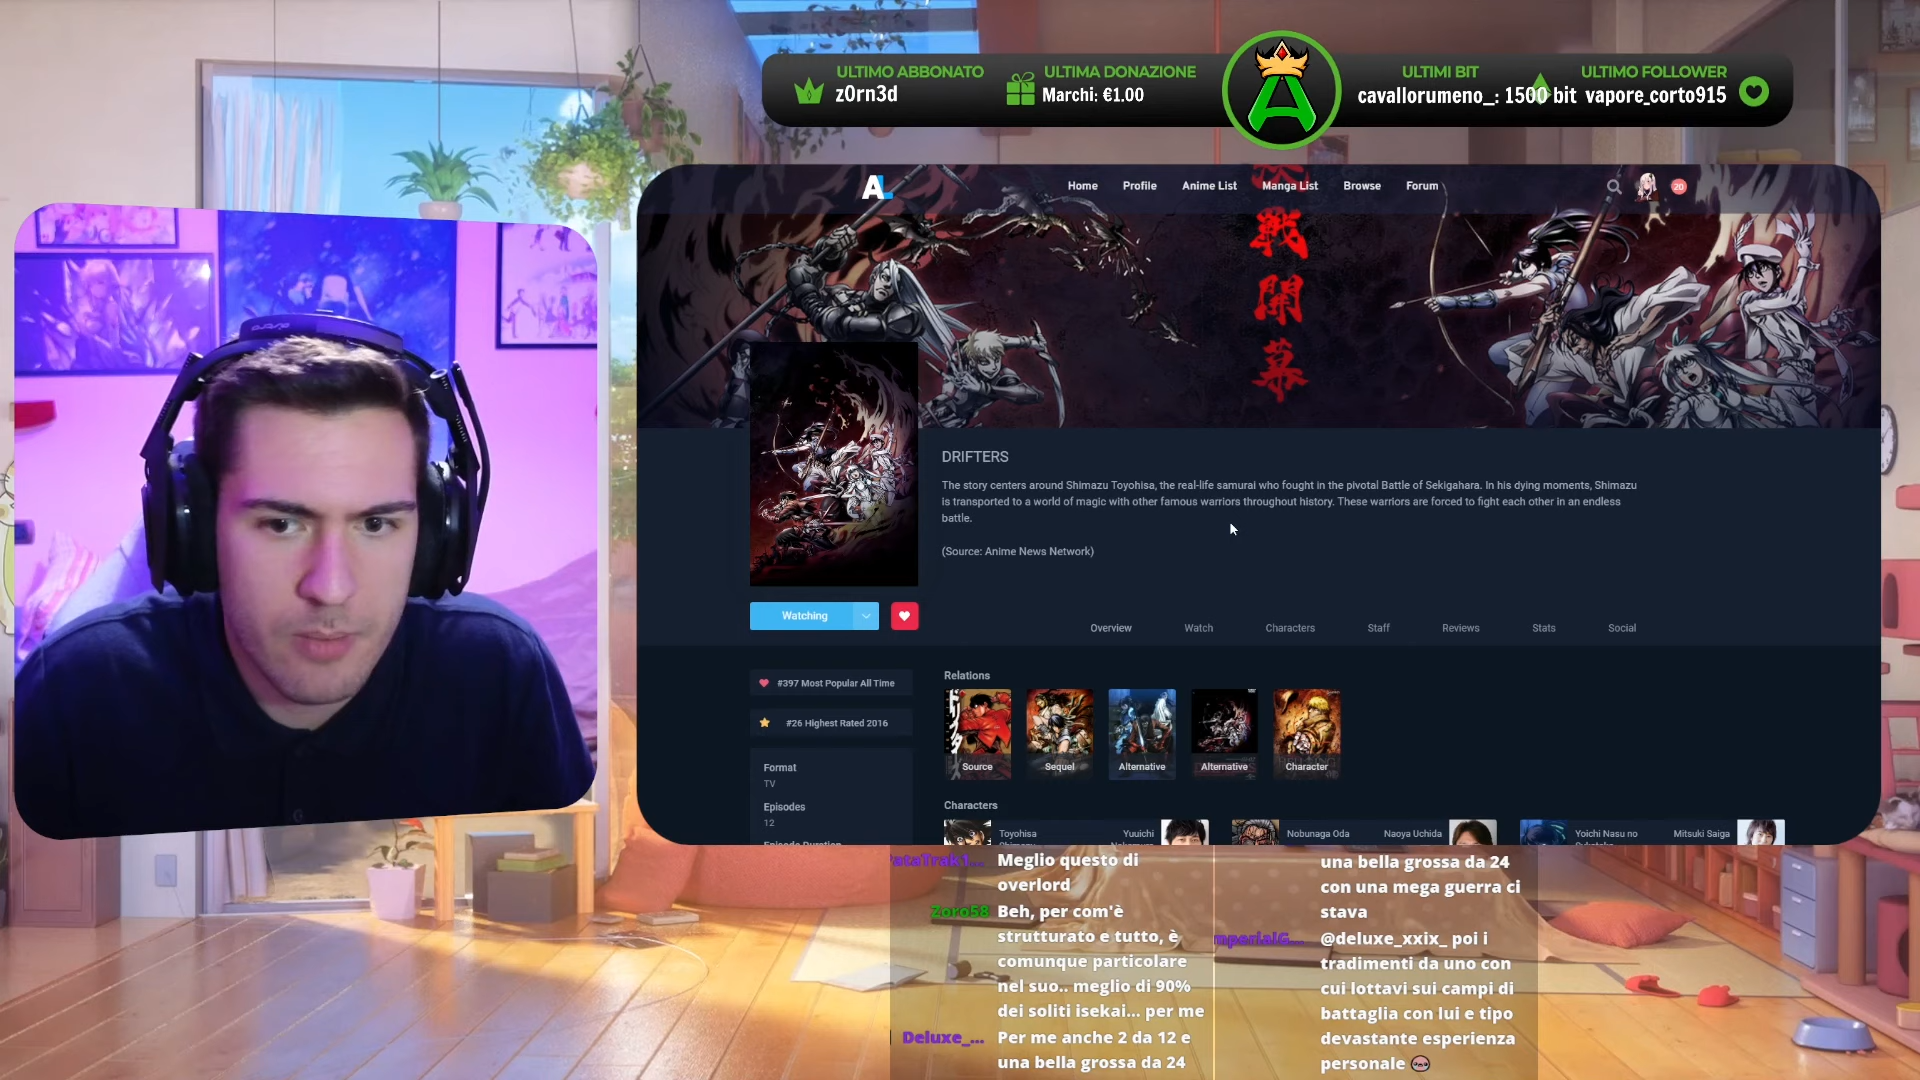 ULTIMO ABBONATO
z0rn3d
ULTIMA DONAZIONE
Marchi: €1.00
ULTIMI BIT
cavallorumeno_: 1500 bit
ULTIMO FOLLOWER
vapore_corto915
A
AL
Home
Profile
Anime List
Manga List
Browse
Forum
20
戦
開
幕
DRIFTERS
The story centers around Shimazu Toyohisa, the real-life samurai who fought in the pivotal Battle of Sekigahara. In his dying moments, Shimazu
is transported to a world of magic with other famous warriors throughout history. These warriors are forced to fight each other in an endless
battle.
(Source: Anime News Network)
Watching
Overview
Watch
Characters
Staff
Reviews
Stats
Social
#397 Most Popular All Time
#26 Highest Rated 2016
Format
TV
Episodes
12
Relations
Source
Sequel
Alternative
Alternative
Character
Characters
Toyohisa
Yuuichi
Nobunaga Oda
Naoya Uchida
Yoichi Nasu no
Mitsuki Saiga
Meglio questo di
overlord
Zoro58
Beh, per com'è
strutturato e tutto, è
comunque particolare
nel suo.. meglio di 90%
dei soliti isekai... per me
Deluxe_...
Per me anche 2 da 12 e
una bella grossa da 24
una bella grossa da 24
con una mega guerra ci
stava
@deluxe_xxix_ poi i
tradimenti da uno con
cui lottavi sui campi di
battaglia con lui e tipo
devastante esperienza
personale